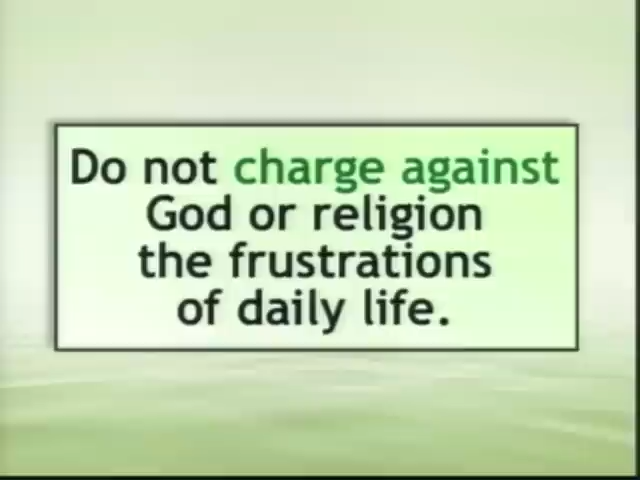 Do not charge against
God or religion
the frustrations
of daily life.